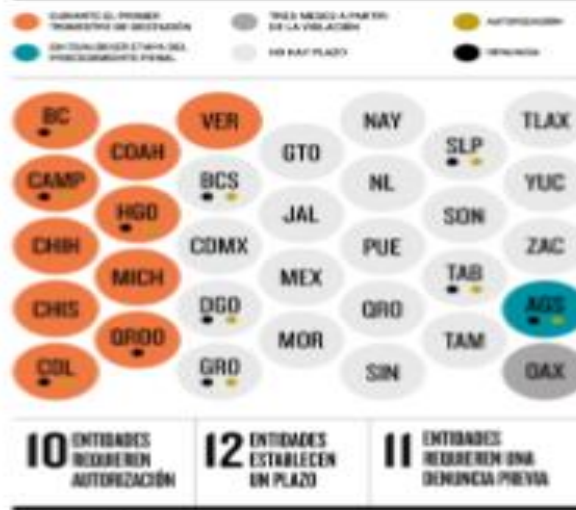 DURANTE EL PRIMER
TRIMESTRE DE GESTACIÓN
TRES MESES A PARTIR
DE LA VIOLACIÓN
AUTORIZACIÓN
EN CUALQUIER ETAPA DEL
PROCEDIMIENTO PENAL
NO HAY PLAZO
DENUNCIA
BC
VER
NAY
TLAX
COAH
GTO
SLP
CAMP
BCS
NL
YUC
HGO
JAL
SON
CHIH
CDMX
PUE
ZAC
MICH
MEX
TAB
CHIS
DGO
QRO
AGS
QROO
MOR
TAM
COL
GRO
SIN
OAX
10 ENTIDADES
REQUIEREN
AUTORIZACIÓN
12 ENTIDADES
ESTABLECEN
UN PLAZO
11 ENTIDADES
REQUIEREN UNA
DENUNCIA PREVIA